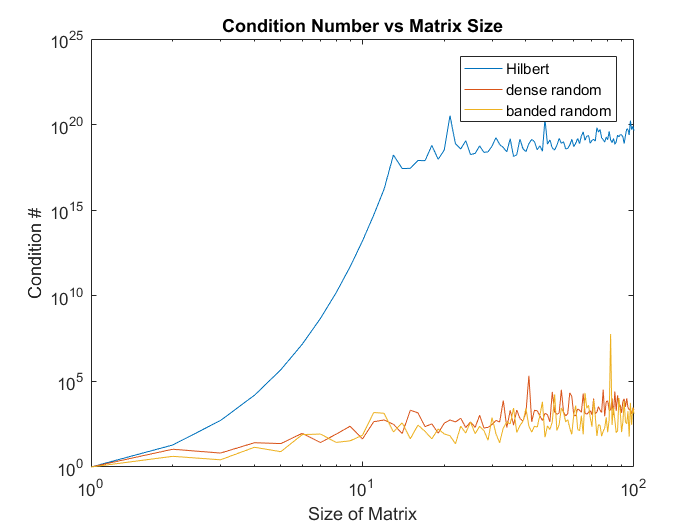 Condition Number vs Matrix Size
10^25
10^20
10^15
10^10
10^5
10^0
Condition #
Hilbert
dense random
banded random
10^0
10^1
10^2
Size of Matrix